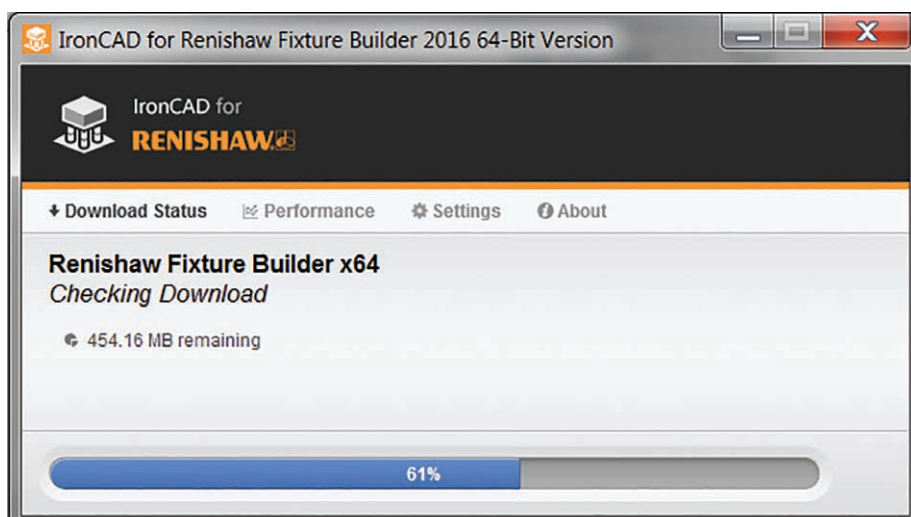 IronCAD for Renishaw Fixture Builder 2016 64-Bit Version
IronCAD for
RENISHAW
Download Status Performance Settings About
Renishaw Fixture Builder x64
Checking Download
454.16 MB remaining
61%